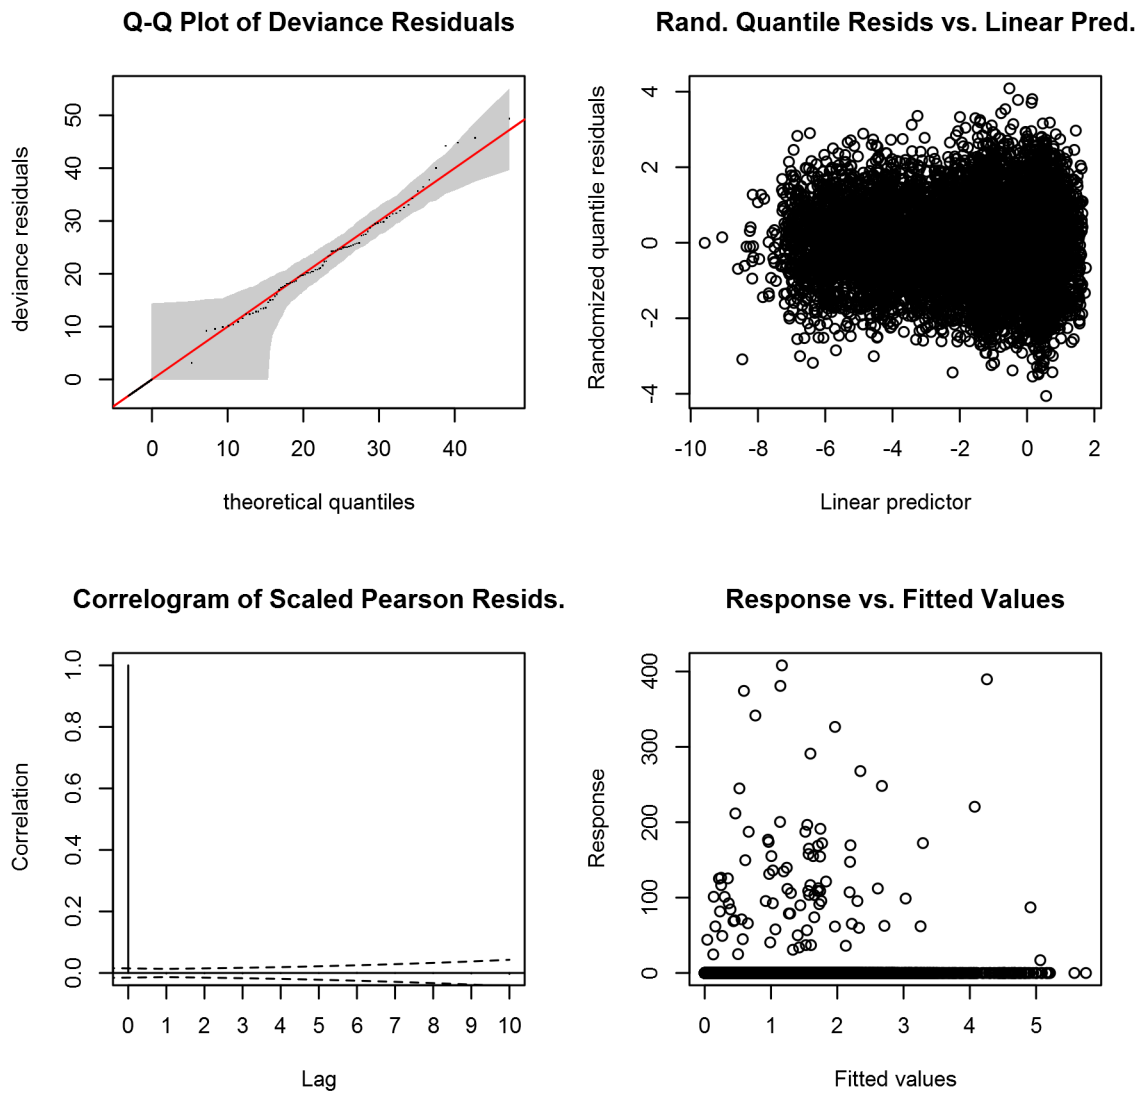 Q-Q Plot of Deviance Residuals
deviance residuals
50
40
30
20
10
0
0 10 20 30 40
theoretical quantiles
Rand. Quantile Resids vs. Linear Pred.
Randomized quantile residuals
4
2
0
-2
-4
-10 -8 -6 -4 -2 0 2
Linear predictor
Correlogram of Scaled Pearson Resids.
Correlation
1.0
0.8
0.6
0.4
0.2
0.0
0 1 2 3 4 5 6 7 8 9 10
Lag
Response vs. Fitted Values
Response
400
300
200
100
0
0 1 2 3 4 5
Fitted values